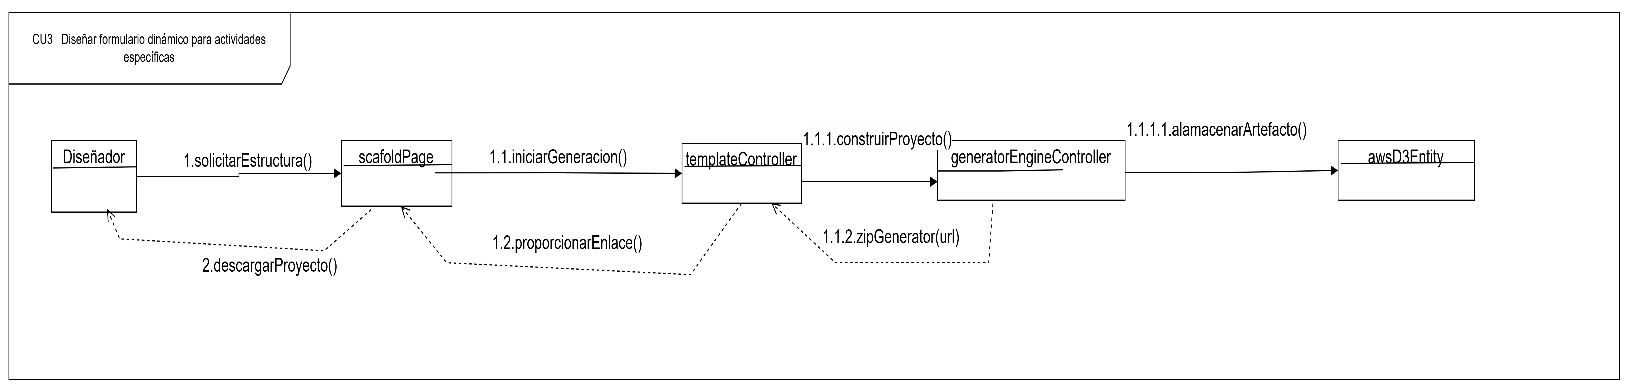 CU3 Diseñar formulario dinámico para actividades
específicas
1.1.1.1.alamacenarArtefacto()
1.1.1.construirProyecto()
Diseñador
1.solicitarEstructura()
scafoldPage
1.1.iniciarGeneracion()
templateController
generatorEngineController
awsD3Entity
1.2.proporcionarEnlace()
1.1.2.zipGenerator(url)
2.descargarProyecto()